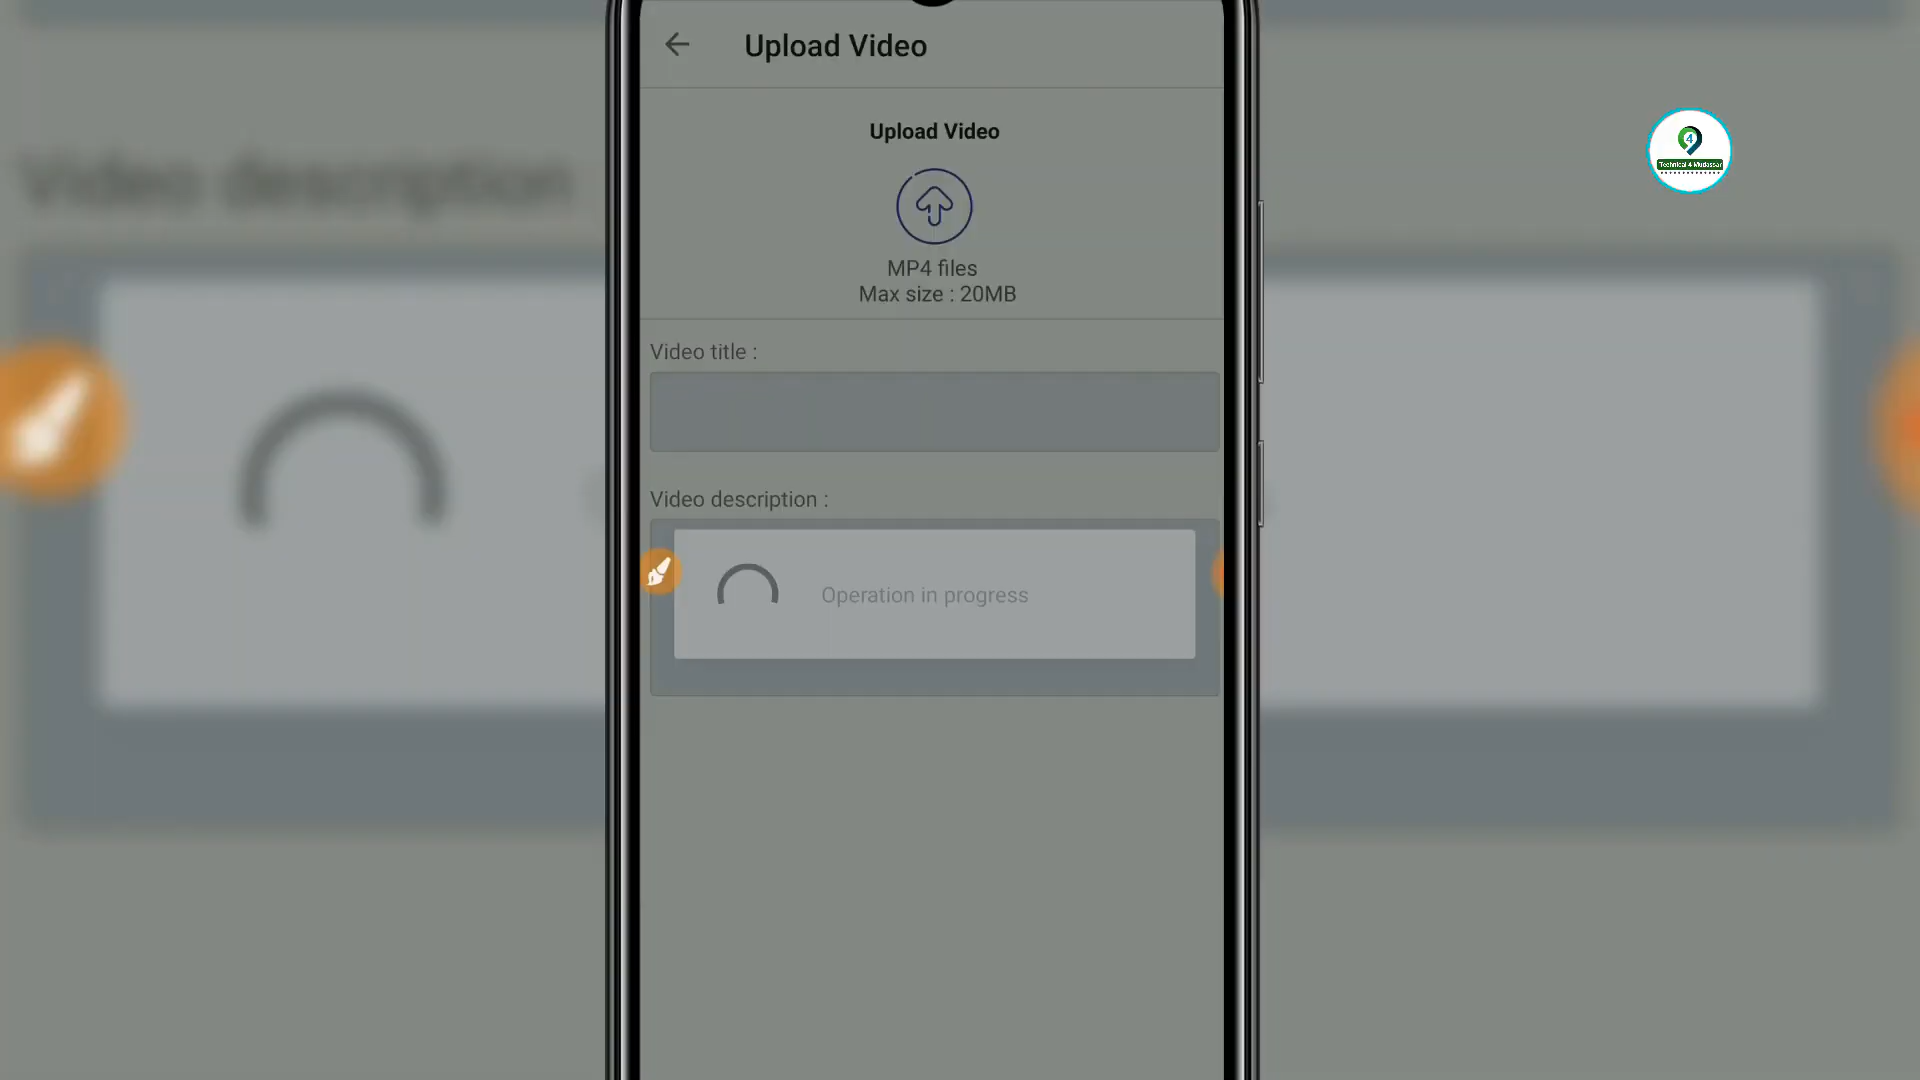 Upload Video
Upload Video
MP4 files
Max size : 20MB
Video title :
Video description :
Operation in progress
Video description
4
Technical 4 Mudassar